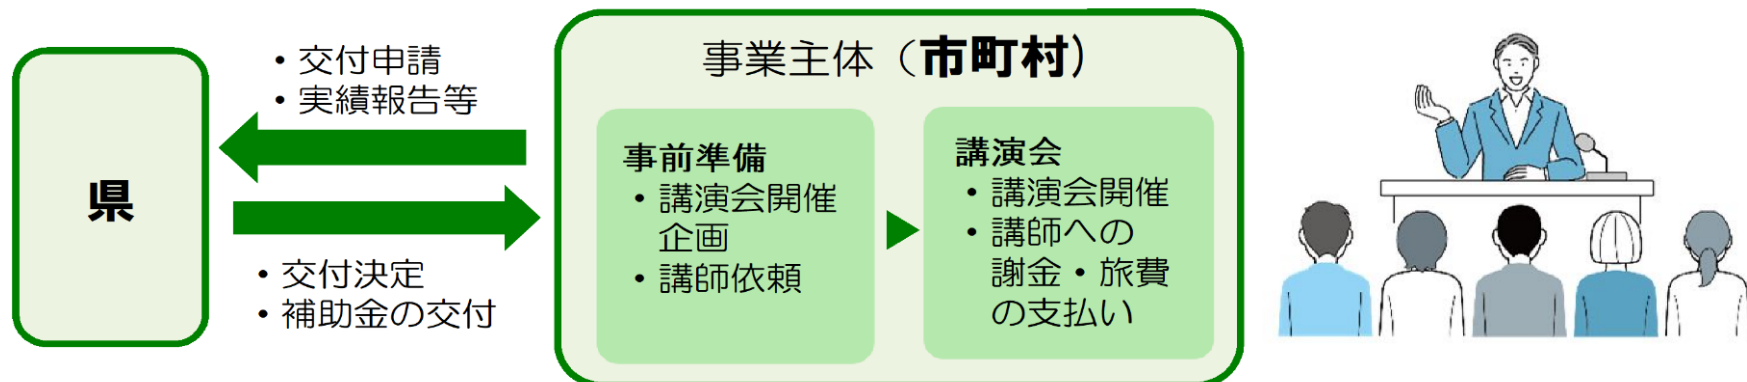 県
・交付申請
・実績報告等
・交付決定
・補助金の交付
事業主体（市町村）
事前準備
・講演会開催
企画
・講師依頼
講演会
・講演会開催
・講師への
謝金・旅費
の支払い